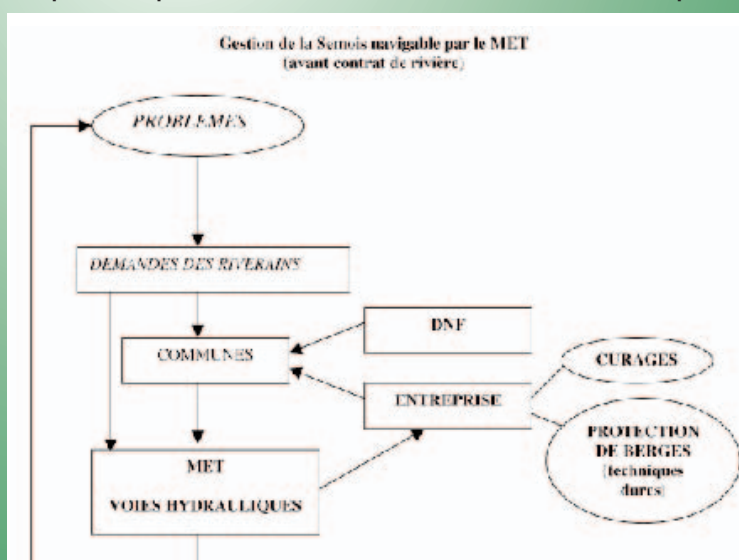 Gestion de la Semois navigable par le MET
(avant contrat de rivière)
PROBLEMES
DEMANDES DES RIVERAINS
COMMUNES
DNF
ENTREPRISE
CURAGES
PROTECTION
DE BERGES
(techniques
dures)
MET
VOIES HYDRAULIQUES